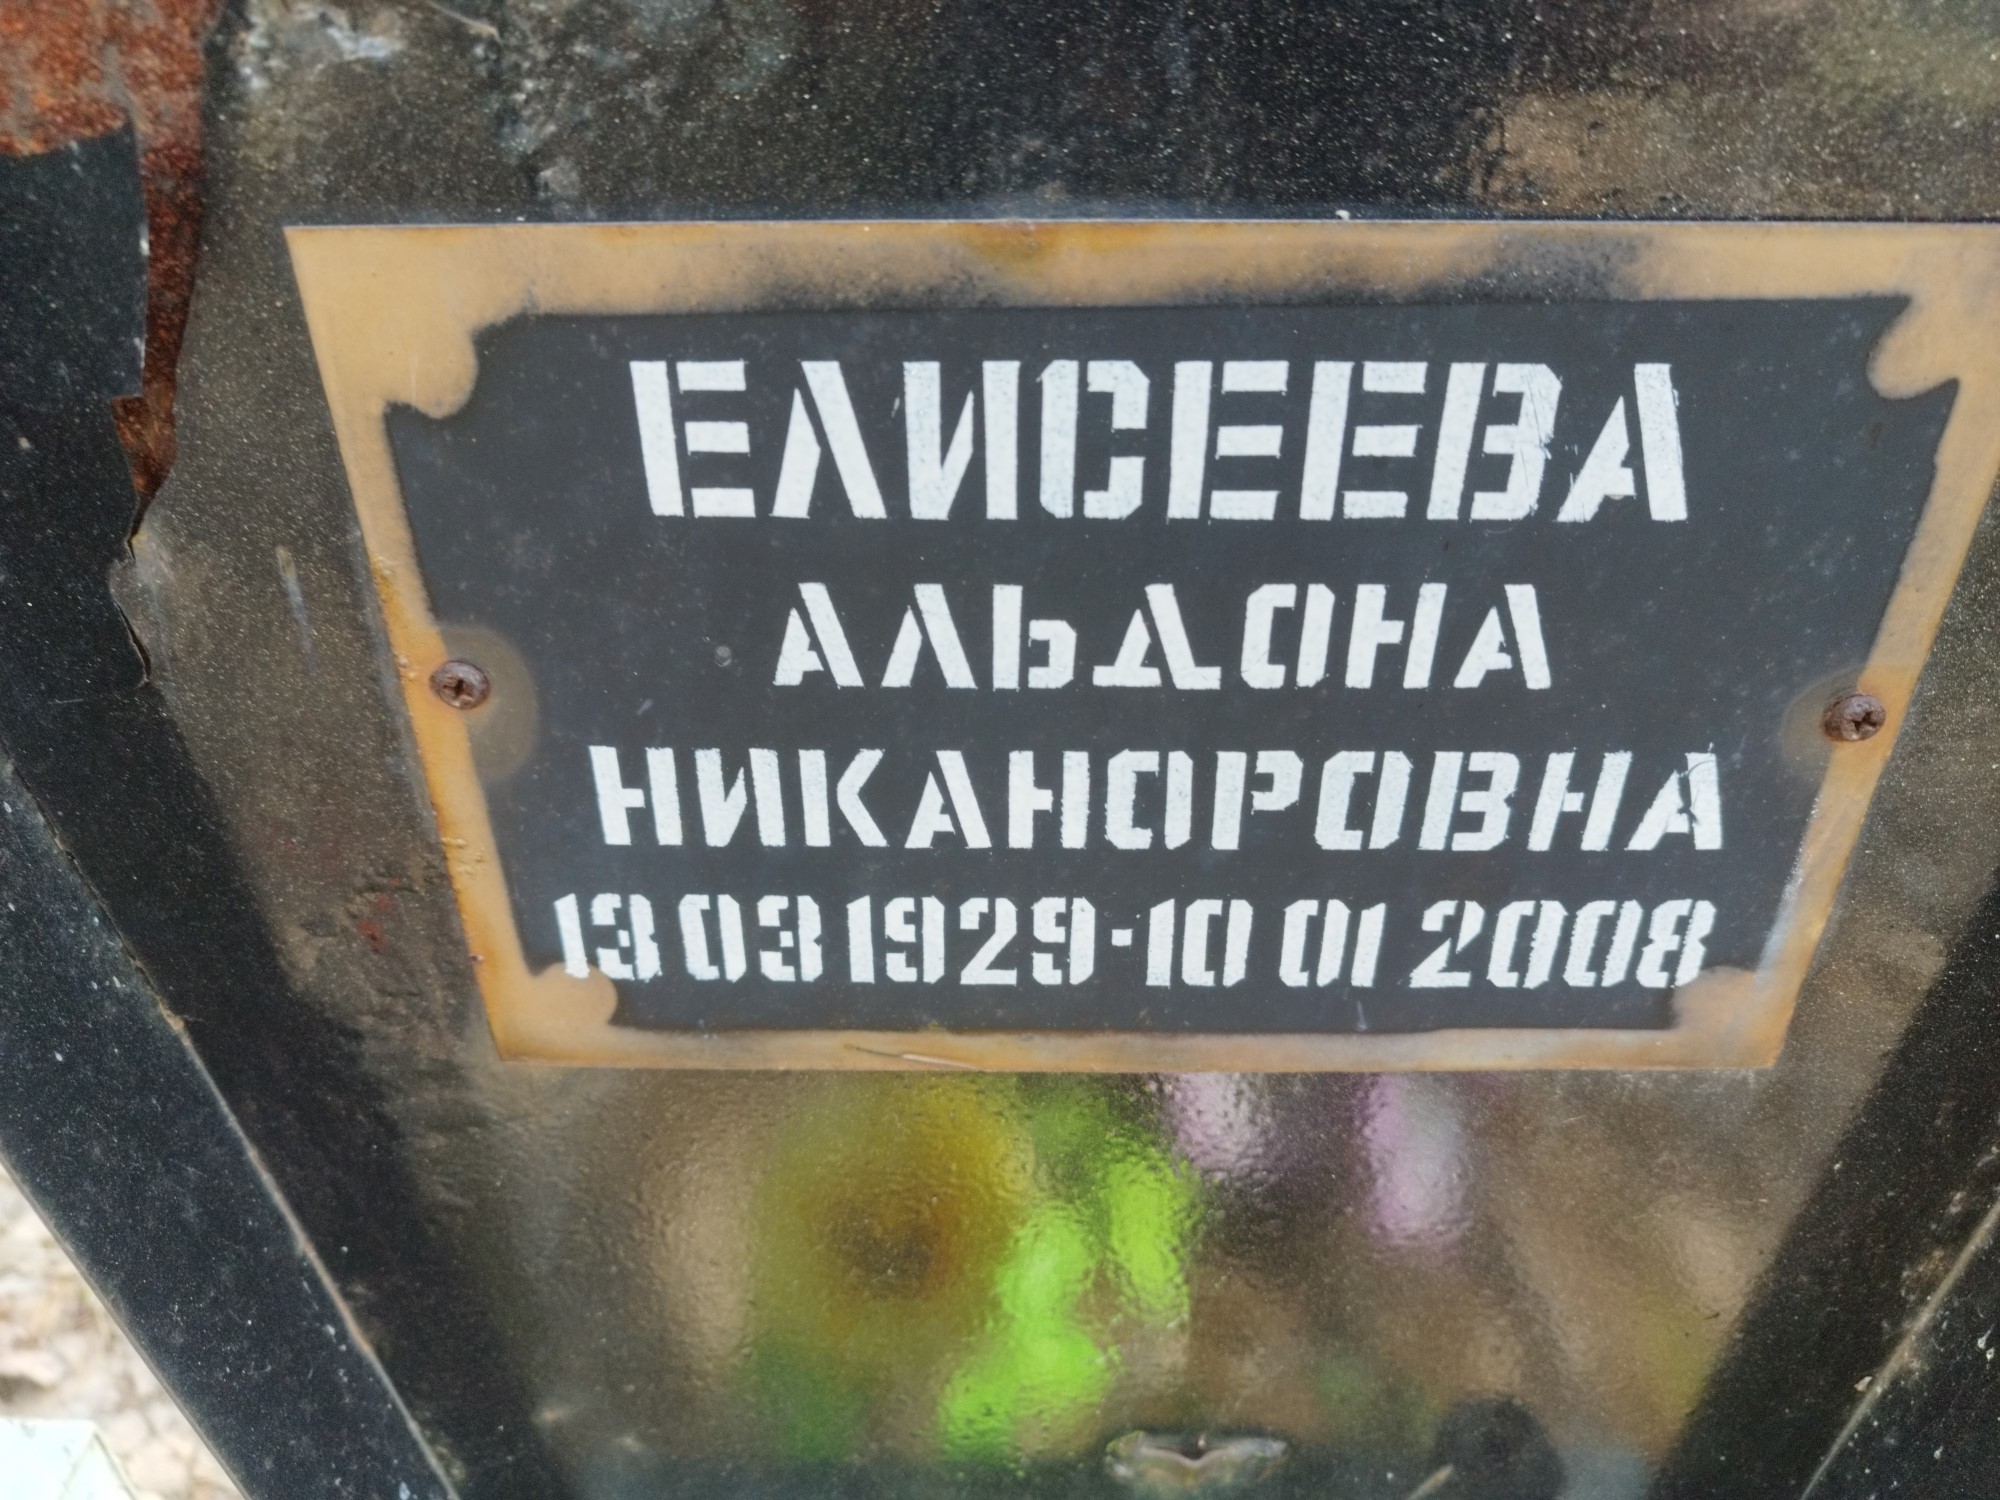 ЕЛИСЕЕВА
АЛЬДОНА
НИКАНОРОВНА
13 03 1929-10 01 2008